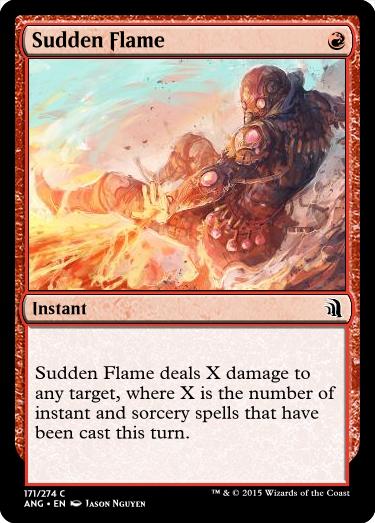 Sudden Flame
Instant
Sudden Flame deals X damage to
any target, where X is the number of
instant and sorcery spells that have
been cast this turn.
171/274 C
ANG • EN Jason Nguyen
™ & © 2015 Wizards of the Coast